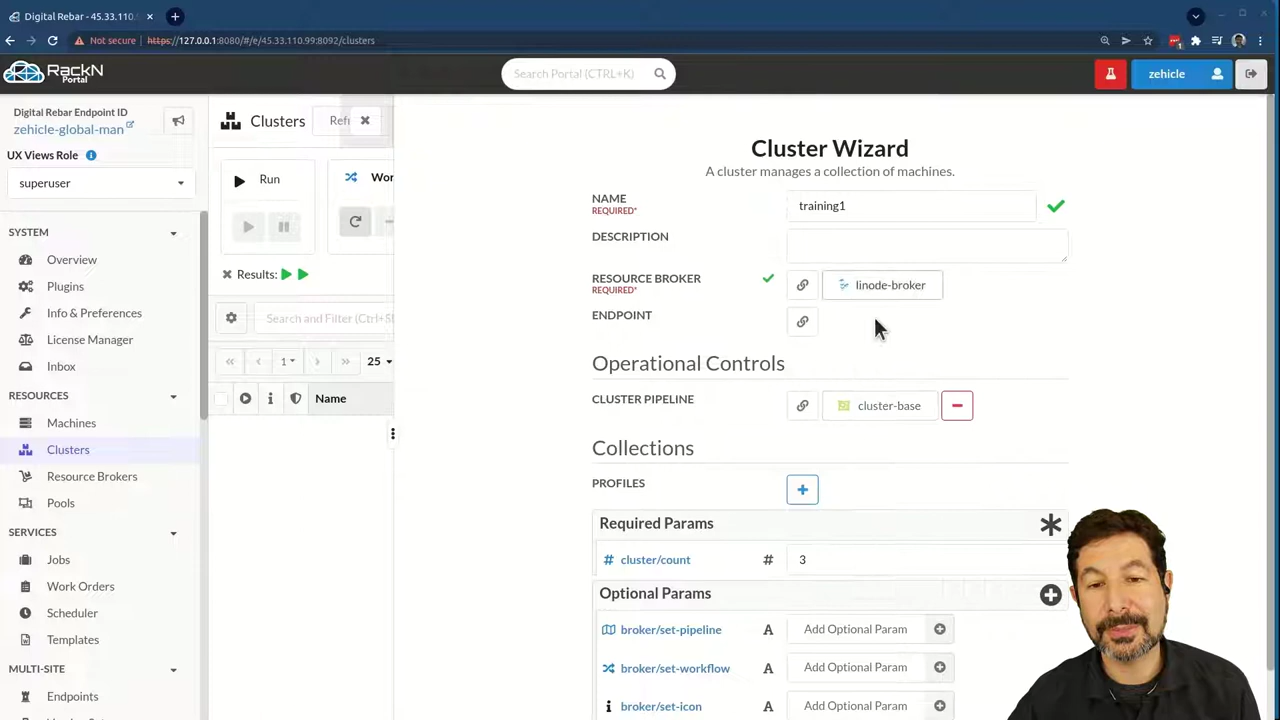 Digital Rebar - 45.33.110.
Not secure https://127.0.0.1:8080/#/e/45.33.110.99:8092/clusters
RackN
Portal
Search Portal (CTRL+K)
zehicle
Digital Rebar Endpoint ID
zehicle-global-man
UX Views Role
superuser
SYSTEM
Overview
Plugins
Info & Preferences
License Manager
Inbox
RESOURCES
Machines
Clusters
Resource Brokers
Pools
SERVICES
Jobs
Work Orders
Scheduler
Templates
MULTI-SITE
Endpoints
Clusters
Refr
Run
Wor
Results:
Search and Filter (Ctrl+S
1
25
Name
Cluster Wizard
A cluster manages a collection of machines.
NAME
REQUIRED*
training1
DESCRIPTION
RESOURCE BROKER
REQUIRED*
linode-broker
ENDPOINT
Operational Controls
CLUSTER PIPELINE
cluster-base
Collections
PROFILES
Required Params
# cluster/count # 3
Optional Params
broker/set-pipeline A Add Optional Param
broker/set-workflow A Add Optional Param
broker/set-icon A Add Optional Param